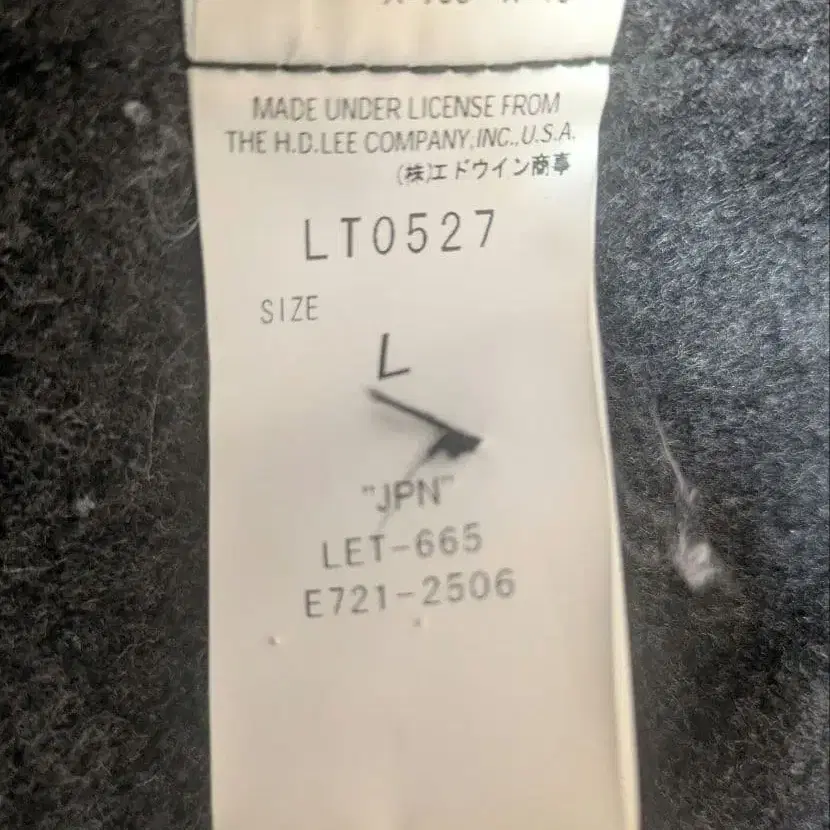 MADE UNDER LICENSE FROM
THE H.D.LEE COMPANY,INC.,U.S.A.
(株)エドウイン商事
LT0527
SIZE
L
"JPN"
LET-665
E721-2506